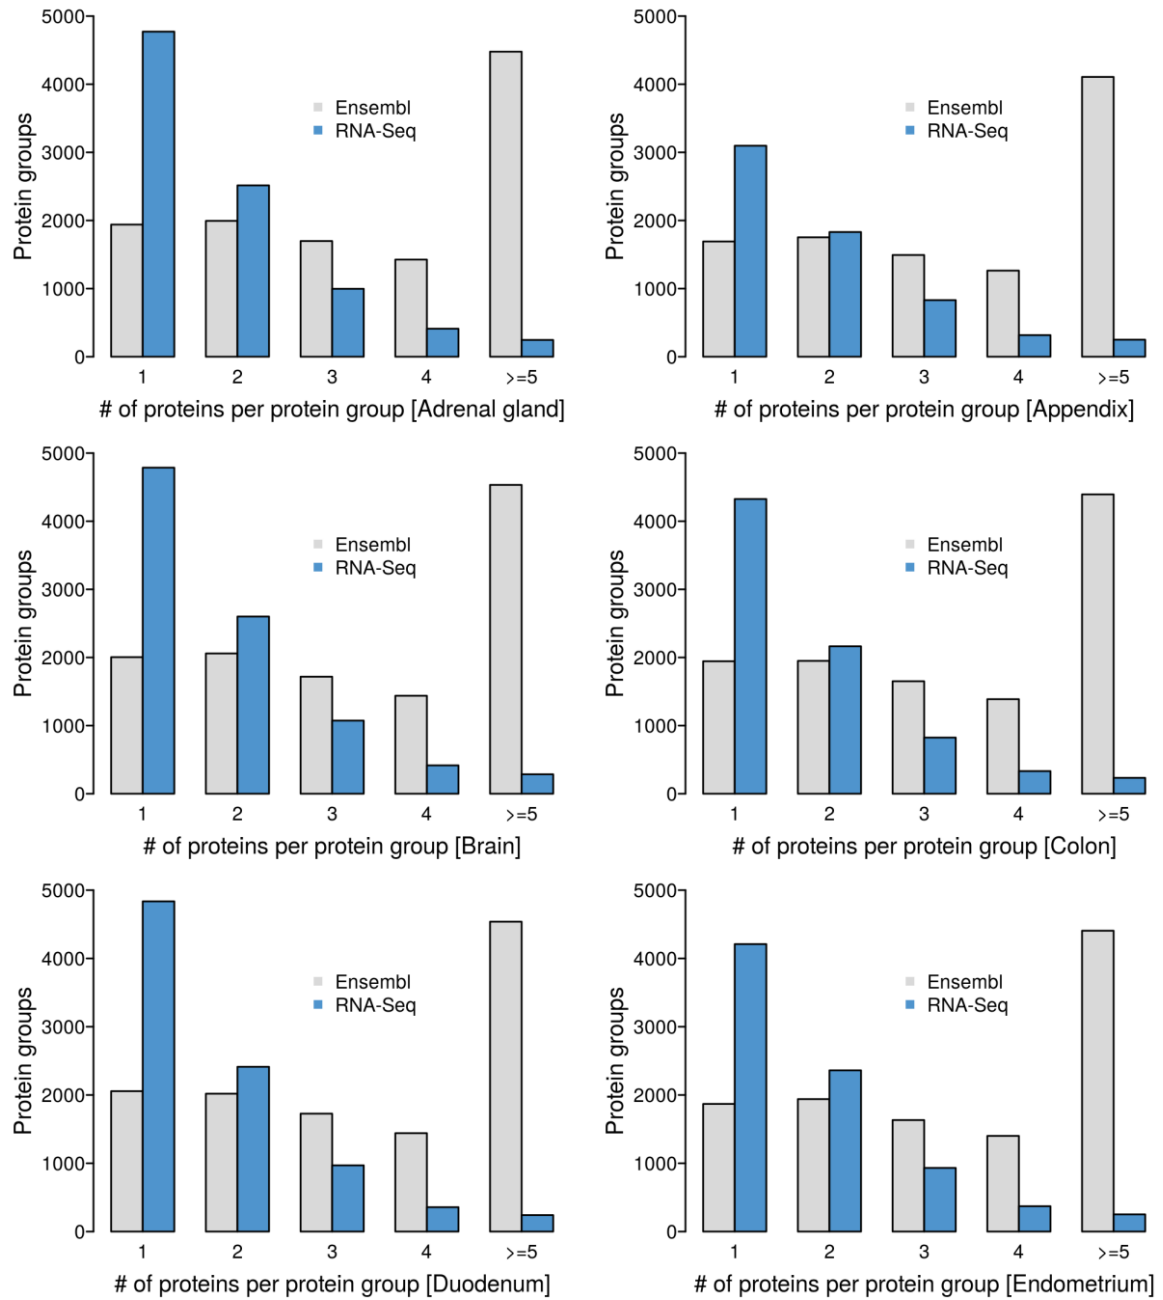 5000
4000
3000
2000
1000
0
Protein groups
Ensembl
RNA-Seq
1 2 3 4 >=5
# of proteins per protein group [Adrenal gland]
5000
4000
3000
2000
1000
0
Protein groups
Ensembl
RNA-Seq
1 2 3 4 >=5
# of proteins per protein group [Appendix]
5000
4000
3000
2000
1000
0
Protein groups
Ensembl
RNA-Seq
1 2 3 4 >=5
# of proteins per protein group [Brain]
5000
4000
3000
2000
1000
0
Protein groups
Ensembl
RNA-Seq
1 2 3 4 >=5
# of proteins per protein group [Colon]
5000
4000
3000
2000
1000
0
Protein groups
Ensembl
RNA-Seq
1 2 3 4 >=5
# of proteins per protein group [Duodenum]
5000
4000
3000
2000
1000
0
Protein groups
Ensembl
RNA-Seq
1 2 3 4 >=5
# of proteins per protein group [Endometrium]